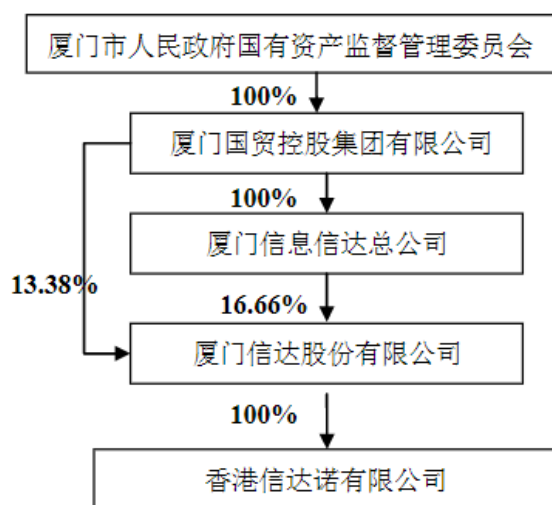 厦门市人民政府国有资产监督管理委员会
100%
厦门国贸控股集团有限公司
100%
厦门信息信达总公司
13.38%
16.66%
厦门信达股份有限公司
100%
香港信达诺有限公司